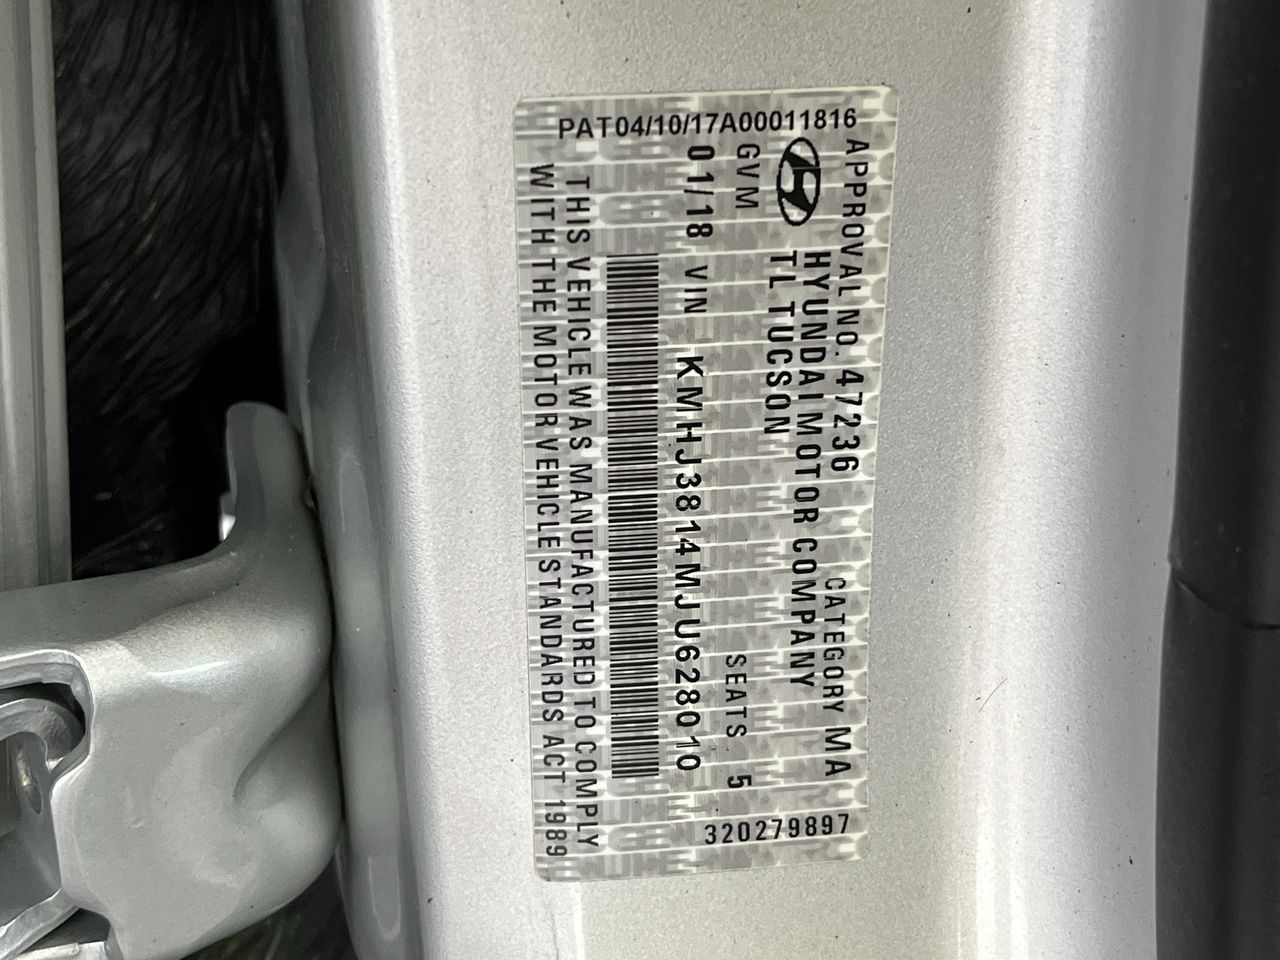 PAT04/10/17A00011816
APPROVAL NO. 47236 CATEGORY MA
HYUNDAI MOTOR COMPANY
TL TUCSON
GVM SEATS 5
01/18 VIN KMHJ3814MJU628010
THIS VEHICLE WAS MANUFACTURED TO COMPLY
WITH THE MOTOR VEHICLE STANDARDS ACT 1989
320279897